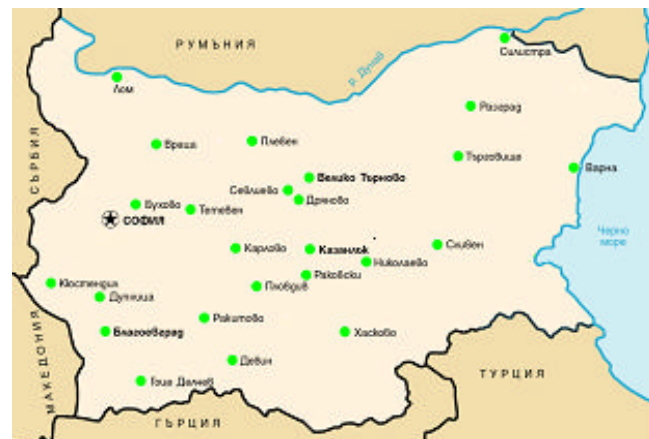 РУМЪНИЯ
Силистра
р. Дунав
Лом
Разград
Враца
Плевен
Търговище
Варна
СЪРБИЯ
Велико Търново
Севлиево
Дряново
Бухово
Тетевен
СОФИЯ
Черно
море
Карлово
Казанлък
Сливен
Николаево
Раковски
Кюстендил
Пловдив
Дупница
Ракитово
Благоевград
Хасково
МАКЕДОНИЯ
Девин
ТУРЦИЯ
Гоце Делчев
ГЪРЦИЯ